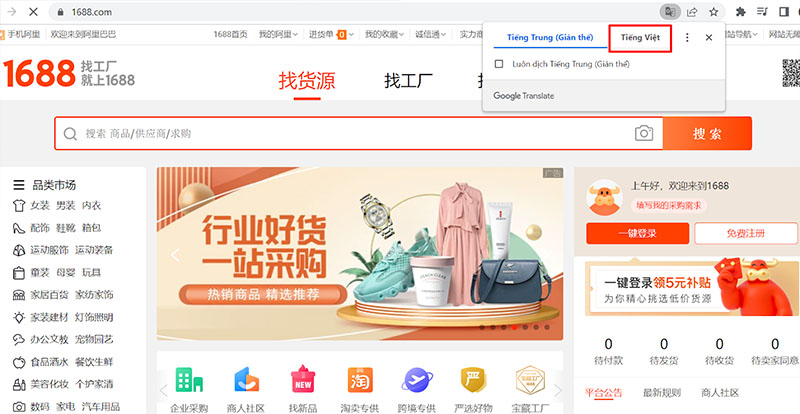 1688.com
手机阿里 欢迎来到阿里巴巴 1688首页 我的阿里 进货单 0 我的收藏 诚信通 实力商
Tiếng Trung (Giản thể) Tiếng Việt
Luôn dịch Tiếng Trung (Giản thể)
Google Translate
网站导航 网站无障
1688 找工厂 就上1688
找货源 找工厂
搜索 商品/供应商/求购 搜 索
品类市场
女装 男装 内衣
配饰 鞋靴 箱包
运动服饰 运动装备
童装 母婴 玩具
家居百货 家纺家饰
家装建材 灯饰照明
办公文教 宠物园艺
食品酒水 餐饮生鲜
美容化妆 个护家清
数码 家电 汽车用品
广告
行业好货
一站采购
热销商品 精选推荐
PEACH CLEAR
企业采购 商人社区 NEW 找新品 淘 淘卖专供 跨境专供 严 严选好物 宝藏工厂 宝藏工厂
上午好，欢迎来到1688
填写我的采购需求
一键登录 免费注册
一键登录领5元补贴
为你精心挑选低价货源
0 0 0 0
待付款 待发货 待收货 待卖家同意
平台公告 最新规则 商人社区